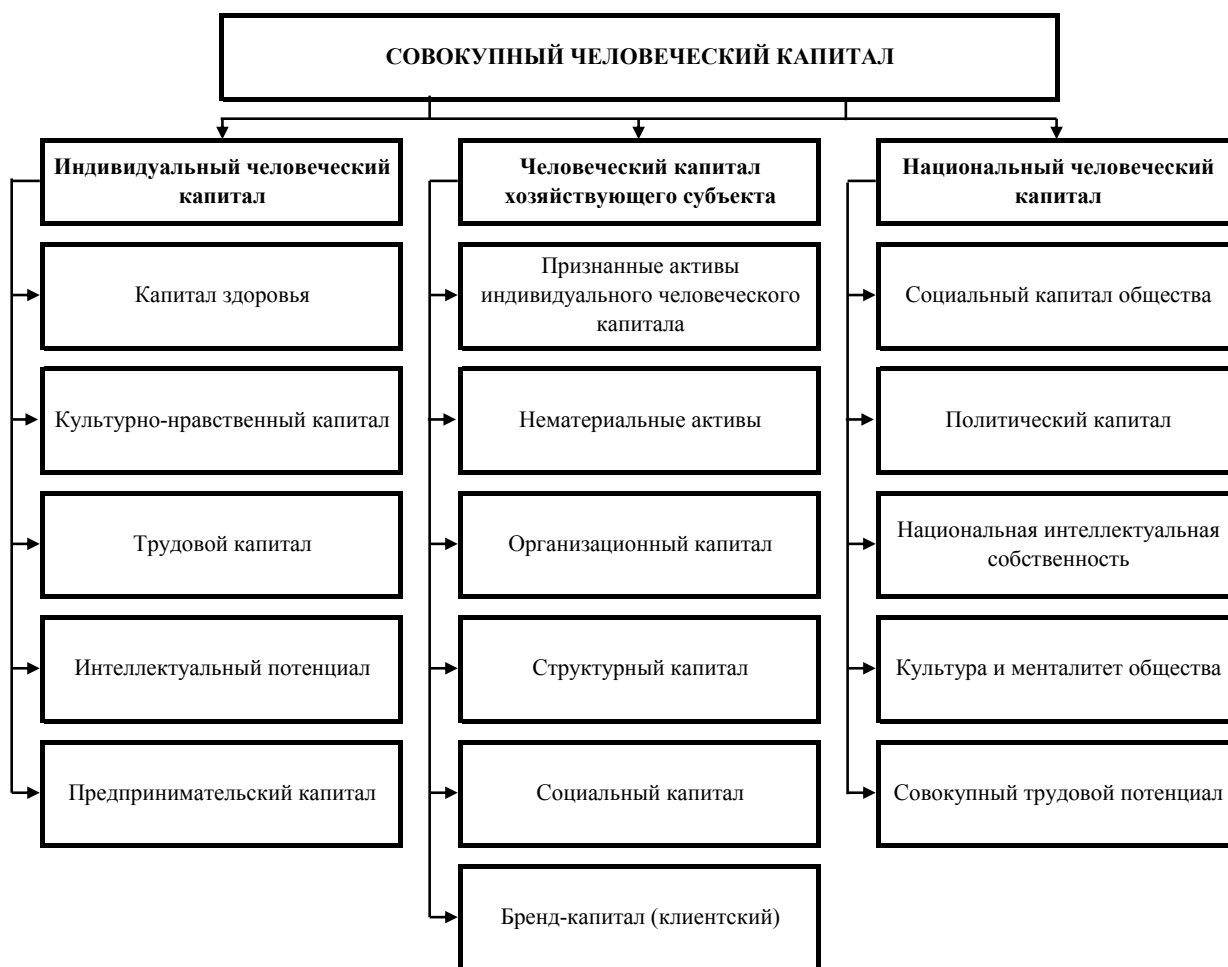 СОВОКУПНЫЙ ЧЕЛОВЕЧЕСКИЙ КАПИТАЛ
Индивидуальный человеческий
капитал
Капитал здоровья
Культурно-нравственный капитал
Трудовой капитал
Интеллектуальный потенциал
Предпринимательский капитал
Человеческий капитал
хозяйствующего субъекта
Признанные активы
индивидуального человеческого
капитала
Нематериальные активы
Организационный капитал
Структурный капитал
Социальный капитал
Бренд-капитал (клиентский)
Национальный человеческий
капитал
Социальный капитал общества
Политический капитал
Национальная интеллектуальная
собственность
Культура и менталитет общества
Совокупный трудовой потенциал